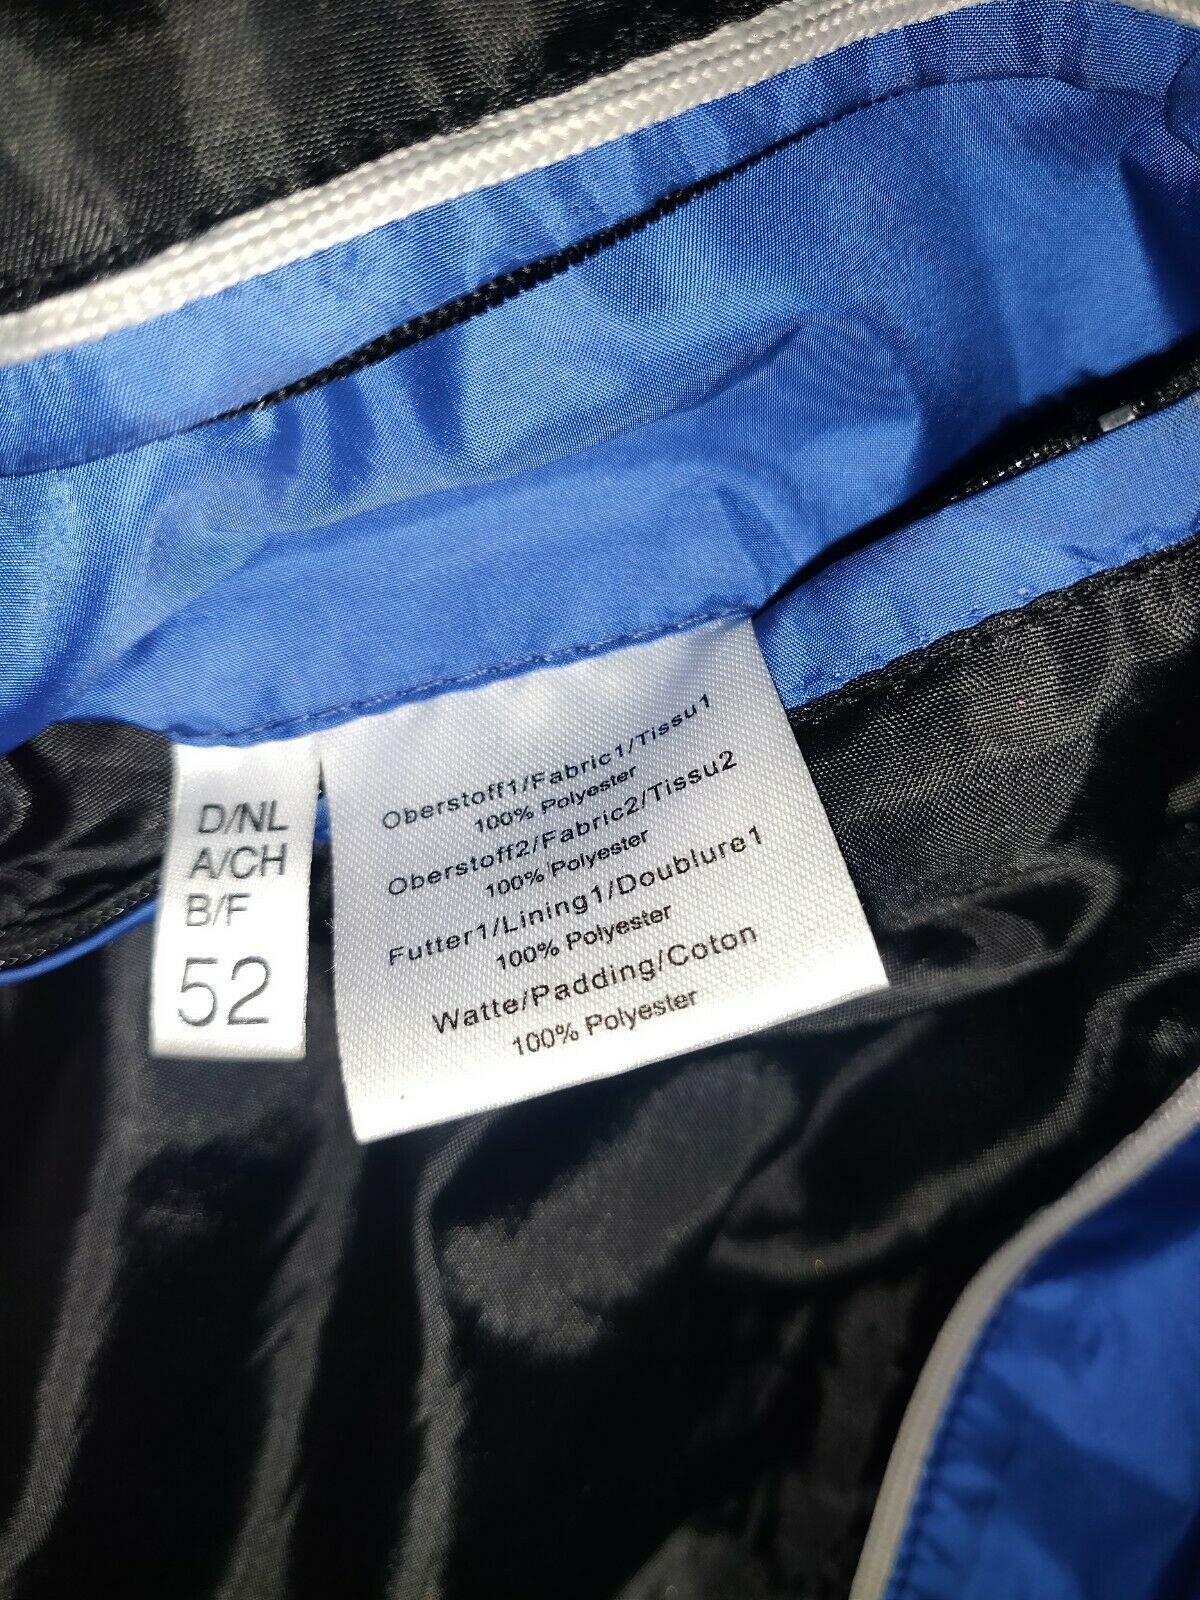 D/NL
A/CH
B/F
52
Oberstoff1/Fabric1/Tissu1
100% Polyester
Oberstoff2/Fabric2/Tissu2
100% Polyester
Futter1/Lining1/Doublure1
100% Polyester
Watte/Padding/Coton
100% Polyester